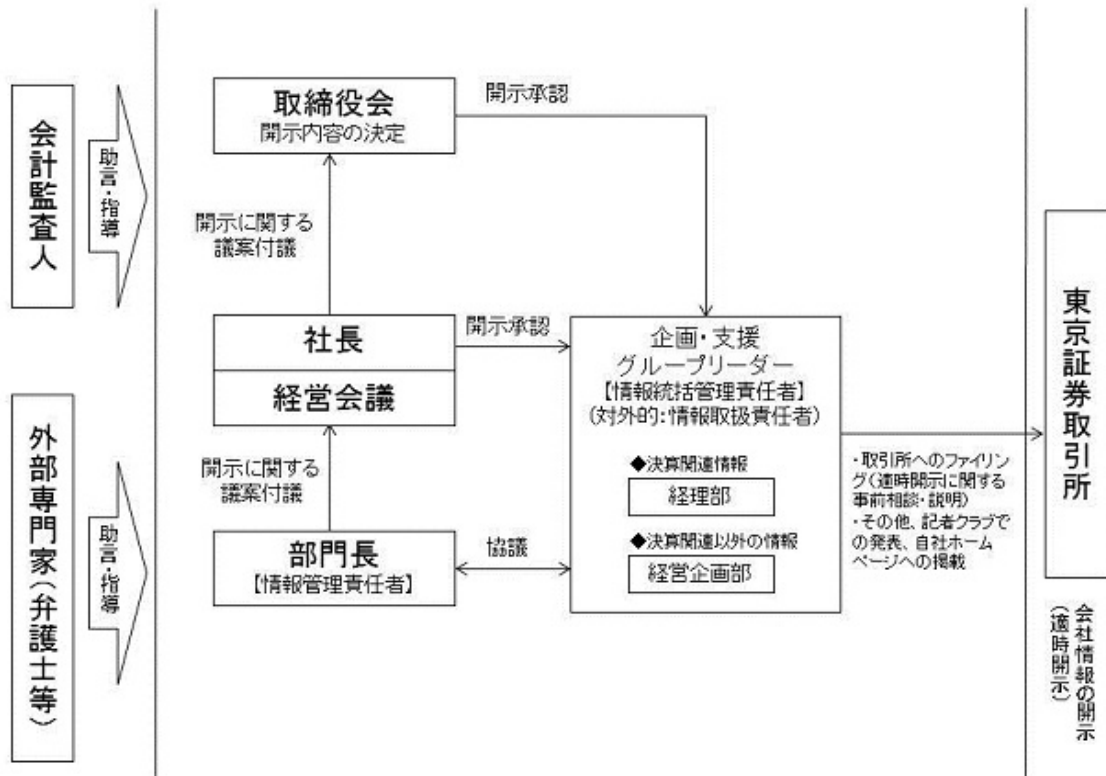 会計監査人
助言・指導
外部専門家(弁護士等)
助言・指導
取締役会
開示内容の決定
開示承認
開示に関する
議案付議
社長
経営会議
開示承認
開示に関する
議案付議
部門長
【情報管理責任者】
協議
企画・支援
グループリーダー
【情報統括管理責任者】
(対外的:情報取扱責任者)
◆決算関連情報
経理部
◆決算関連以外の情報
経営企画部
・取引所へのファイリン
グ(適時開示に関する
事前相談・説明)
・その他、記者クラブで
の発表、自社ホーム
ページへの掲載
東京証券取引所
会社情報の開示
(適時開示)